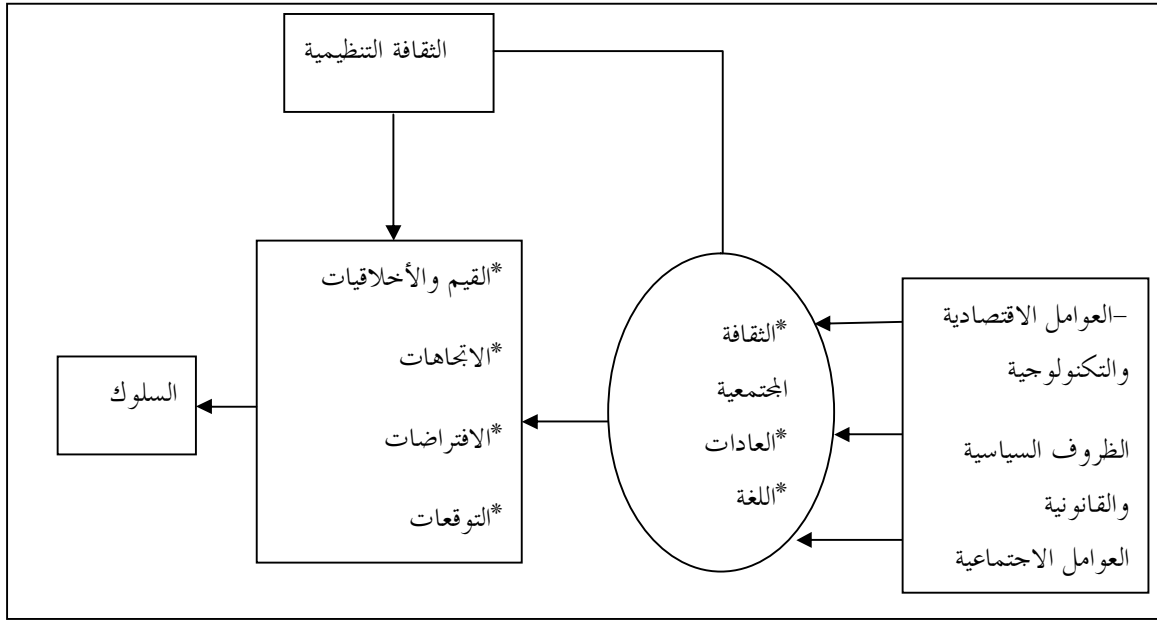 الثقافة التنظيمية
–العوامل الاقتصادية
والتكنولوجية
الظروف السياسية
والقانونية
العوامل الاجتماعية
*الثقافة
المجتمعية
*العادات
*اللغة
*القيم والأخلاقيات
*الاتجاهات
*الافتراضات
*التوقعات
السلوك